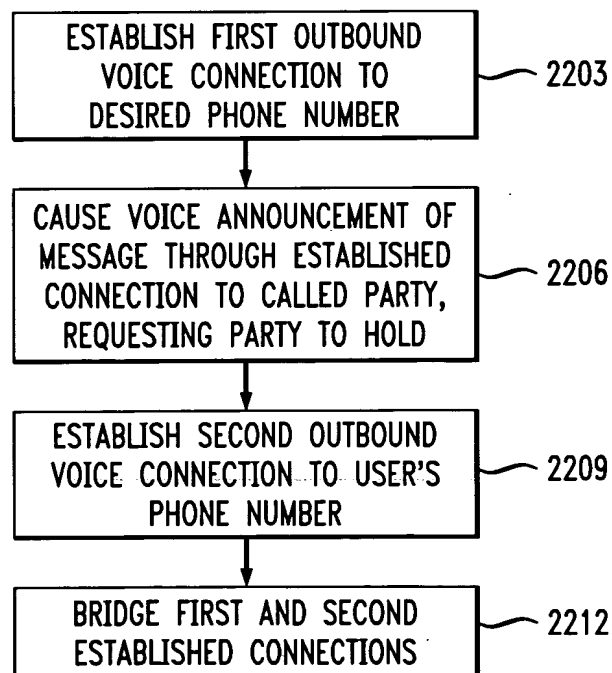 ESTABLISH FIRST OUTBOUND
VOICE CONNECTION TO
DESIRED PHONE NUMBER
2203
CAUSE VOICE ANNOUNCEMENT OF
MESSAGE THROUGH ESTABLISHED
CONNECTION TO CALLED PARTY,
REQUESTING PARTY TO HOLD
2206
ESTABLISH SECOND OUTBOUND
VOICE CONNECTION TO USER'S
PHONE NUMBER
2209
BRIDGE FIRST AND SECOND
ESTABLISHED CONNECTIONS
2212